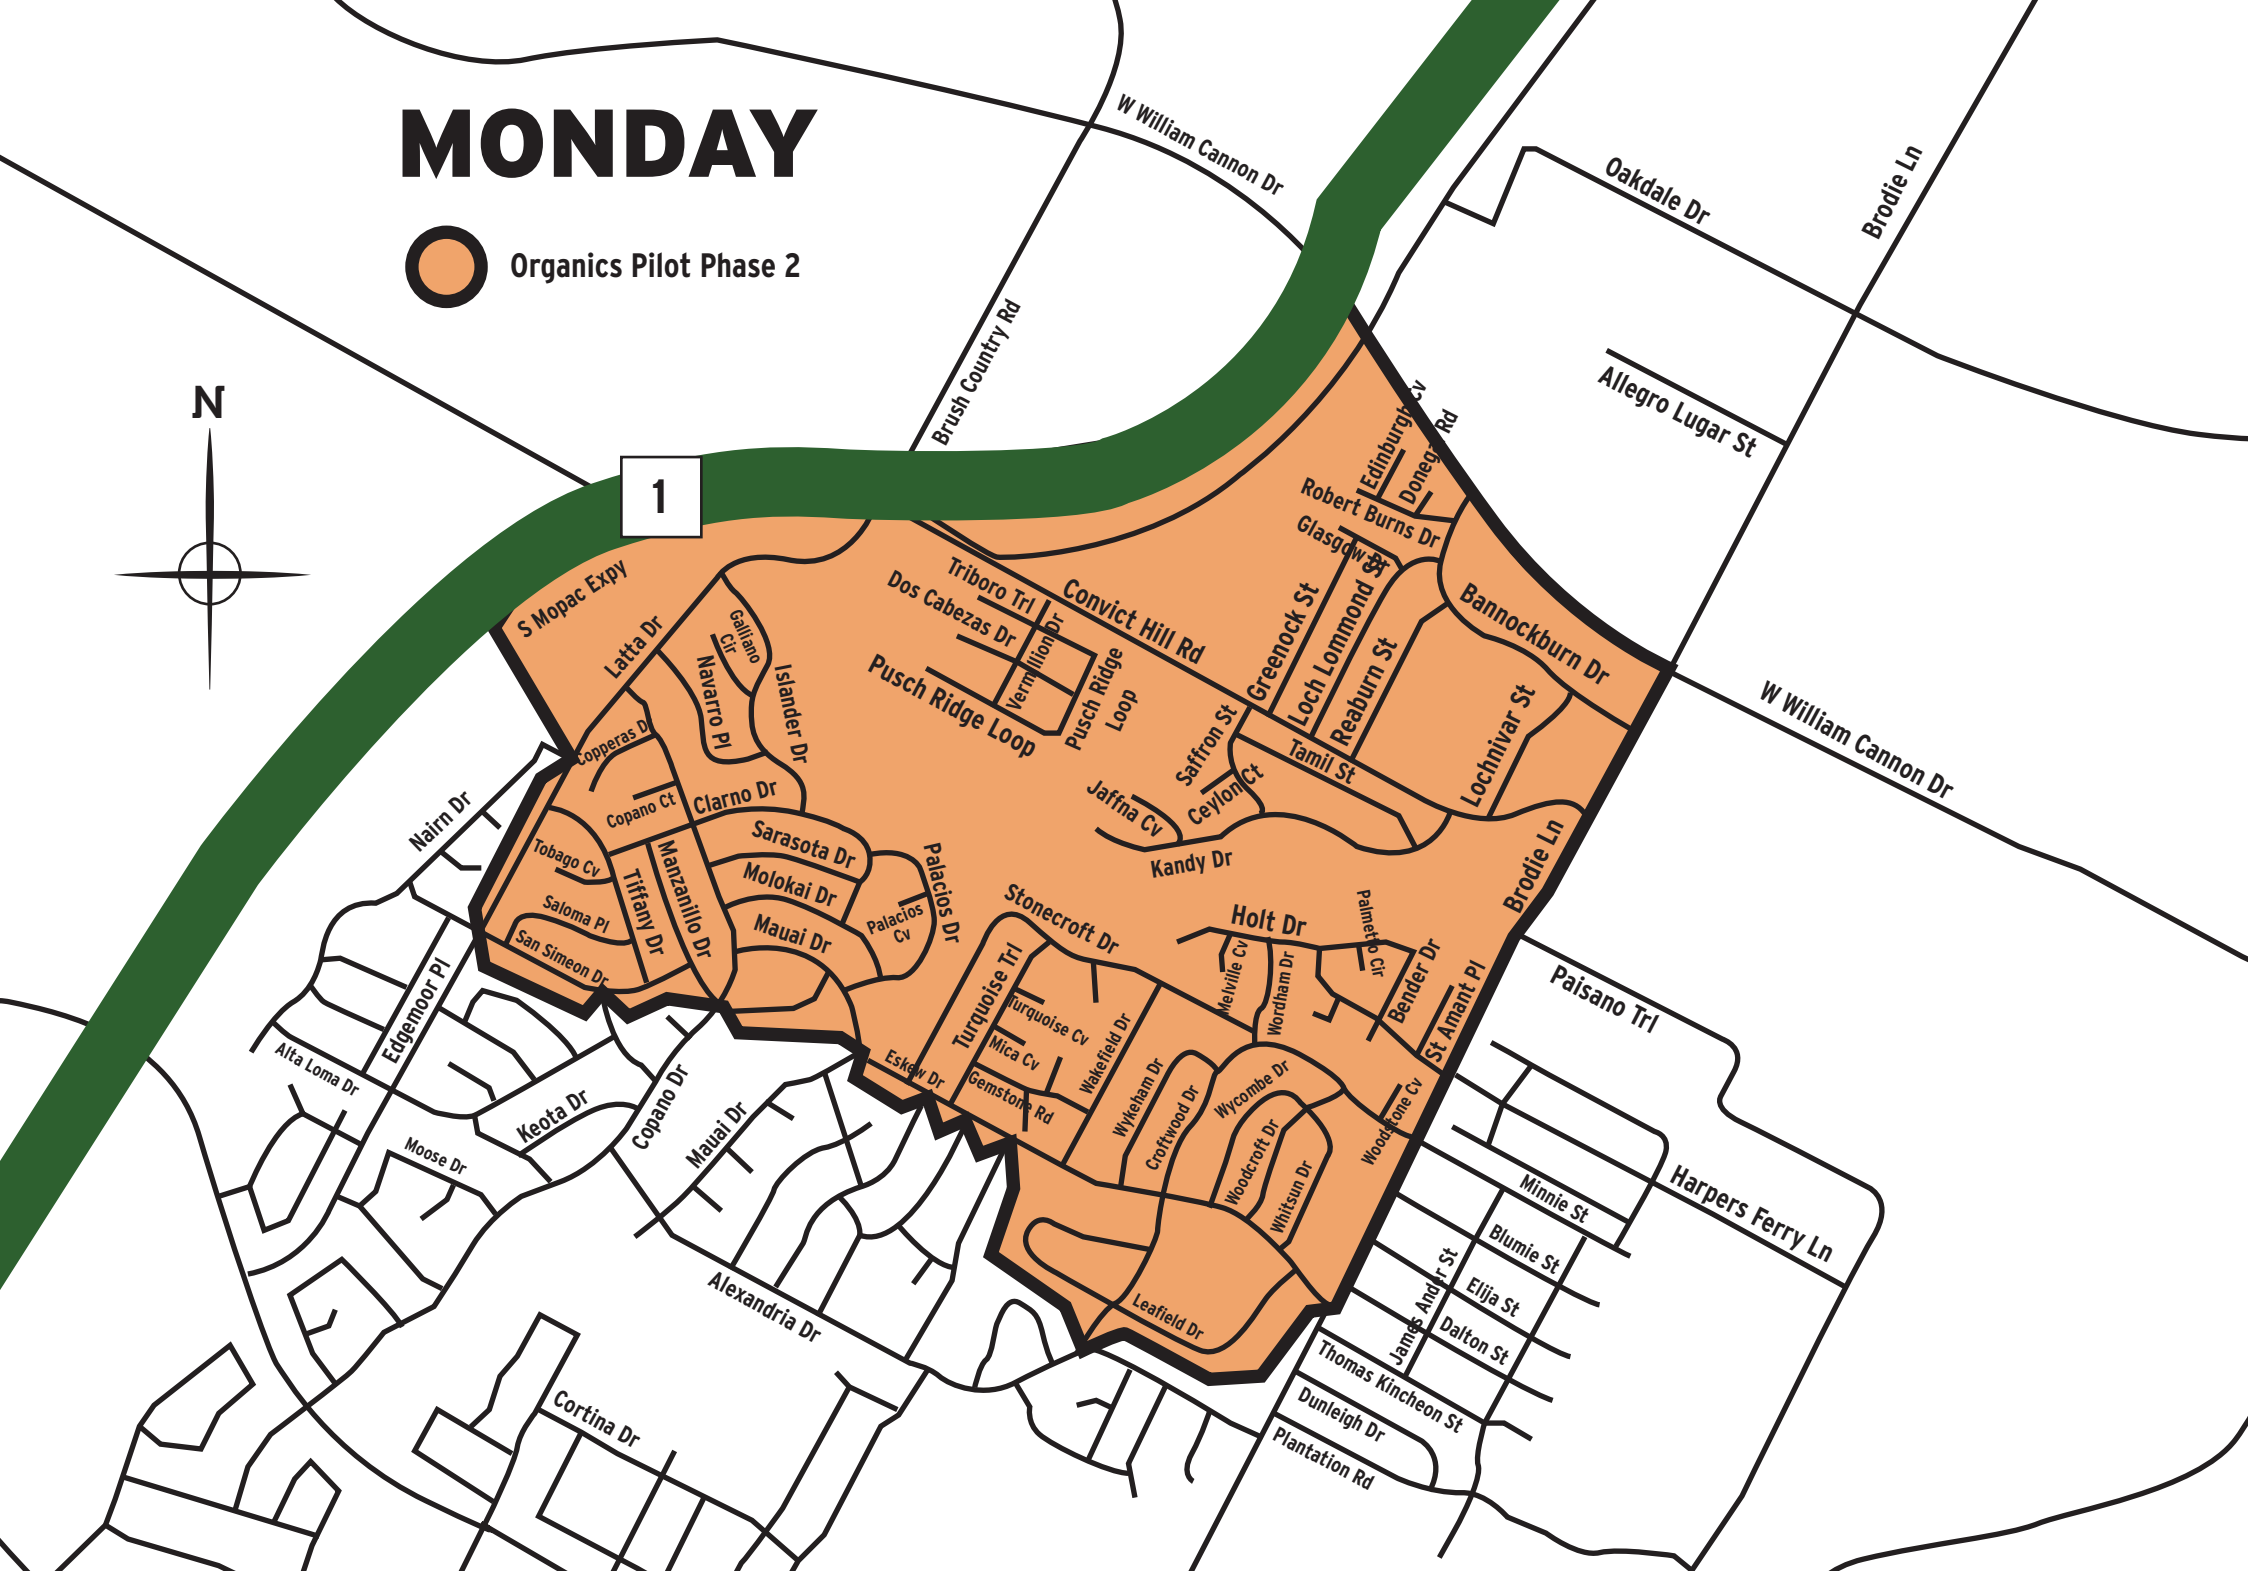 MONDAY
Organics Pilot Phase 2
N
1
W William Cannon Dr
Oakdale Dr
Brodie Ln
Brush Country Rd
Allegro Lugar St
Edinburgh Cv
Donegal Rd
Robert Burns Dr
Glasgow Dr
S Mopac Expy
Triboro Trl
Dos Cabezas Dr
Convict Hill Rd
Vermillion Dr
Pusch Ridge Loop
Pusch Ridge
Loop
Greenock St
Loch Lommond St
Reaburn St
Bannockburn Dr
Lochnivar St
W William Cannon Dr
Latta Dr
Galliano
Cir
Navarro Pl
Islander Dr
Copperas D
Copano Ct
Clarno Dr
Saffron St
Tamil St
Ceylon Ct
Jaffna Cv
Kandy Dr
Nairn Dr
Tobago Cv
Tiffany Dr
Manzanillo Dr
Sarasota Dr
Molokai Dr
Mauai Dr
Palacios Dr
Palacios
Cv
Saloma Pl
San Simeon Dr
Brodie Ln
Stonecroft Dr
Holt Dr
Palmetto Cir
Melville Cv
Wordham Dr
Bender Dr
St Amant Pl
Paisano Trl
Edgemoor Pl
Alta Loma Dr
Turquoise Trl
Turquoise Cv
Mica Cv
Gemstone Rd
Eskew Dr
Wakefield Dr
Wykeham Dr
Croftwood Dr
Wycombe Dr
Woodcroft Dr
Whitsun Dr
Woodstone Cv
Leafield Dr
Keota Dr
Copano Dr
Moose Dr
Mauai Dr
Alexandria Dr
Cortina Dr
Minnie St
Harpers Ferry Ln
Blumie St
Elija St
James Ander St
Dalton St
Thomas Kincheon St
Dunleigh Dr
Plantation Rd